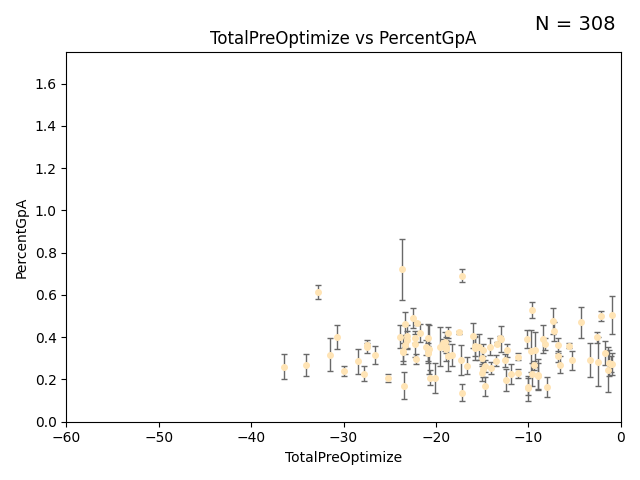 N = 308
TotalPreOptimize vs PercentGpA
PercentGpA
1.6
1.4
1.2
1.0
0.8
0.6
0.4
0.2
0.0
−60 −50 −40 −30 −20 −10 0
TotalPreOptimize